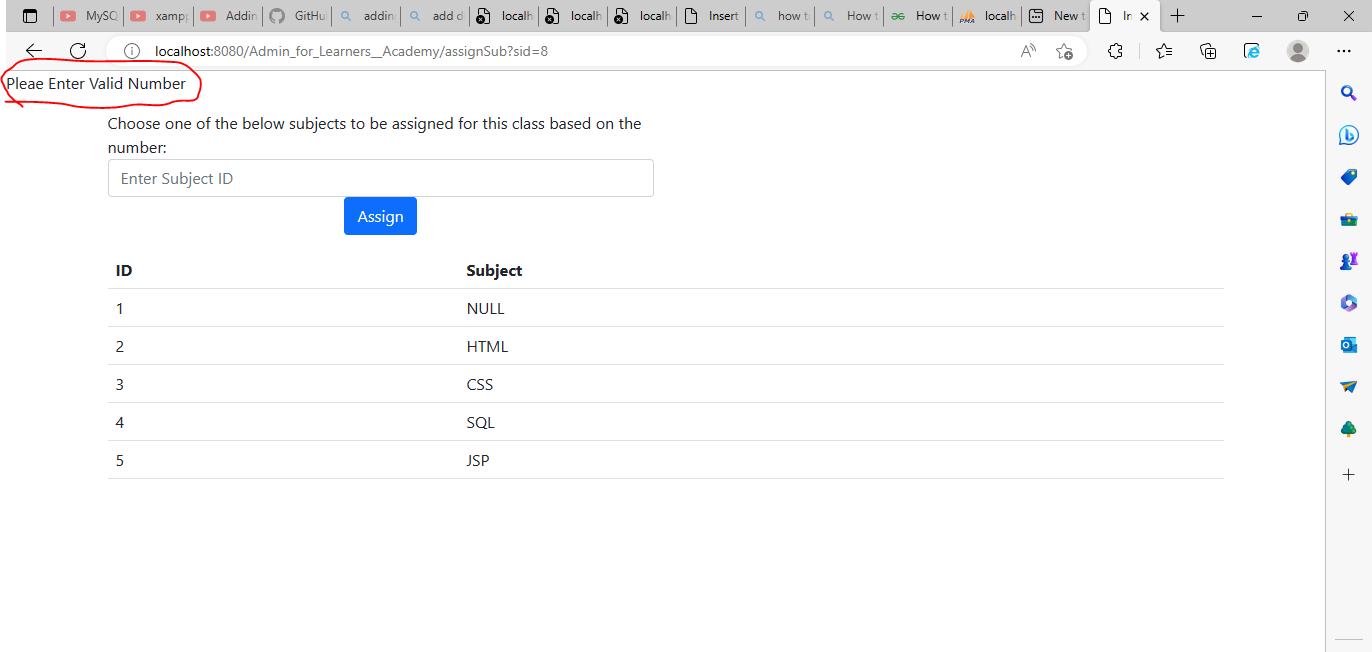 MySQ
xamp
Addin
GitHu
addin
add d
localh
localh
localh
Insert
how t
How t
How t
PMA
localh
New t
In
localhost:8080/Admin_for_Learners__Academy/assignSub?sid=8
Pleae Enter Valid Number
Choose one of the below subjects to be assigned for this class based on the
number:
Enter Subject ID
Assign
ID Subject
1 NULL
2 HTML
3 CSS
4 SQL
5 JSP